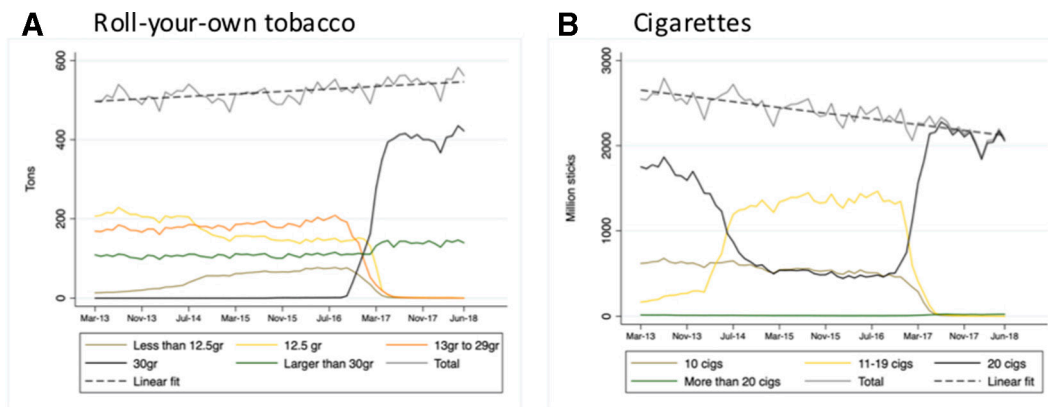 A Roll-your-own tobacco
600
400
200
0
Tons
Mar-13 Nov-13 Jul-14 Mar-15 Nov-15 Jul-16 Mar-17 Nov-17 Jun-18
Less than 12.5gr 12.5 gr 13gr to 29gr
30gr Larger than 30gr Total
Linear fit
B Cigarettes
3000
2000
1000
0
Million sticks
Mar-13 Nov-13 Jul-14 Mar-15 Nov-15 Jul-16 Mar-17 Nov-17 Jun-18
10 cigs 11-19 cigs 20 cigs
More than 20 cigs Total Linear fit